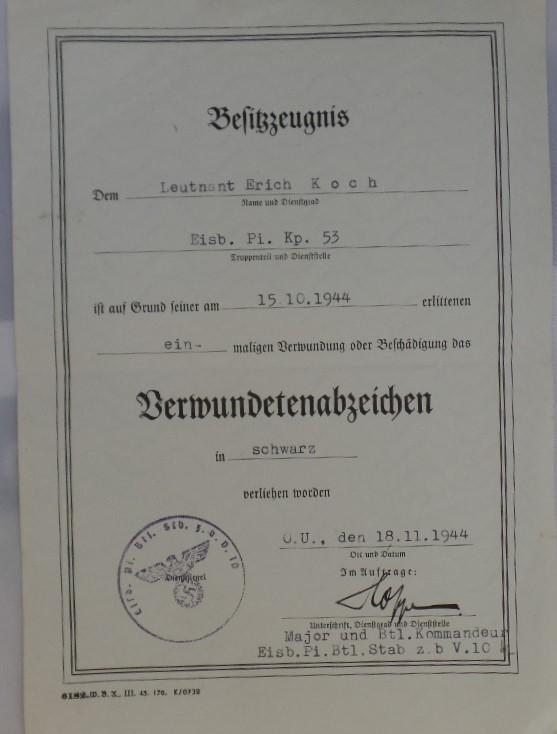 Besitzzeugnis
Dem Leutnant Erich K o c h
Name und Dienstgrad
Eisb. Pi. Kp. 53
Truppenteil und Dienststelle
ist auf Grund seiner am 15.10.1944 erlittenen
ein- maligen Verwundung oder Beschädigung das
Verwundetenabzeichen
in schwarz
verliehen worden
O.U., den 18.11.1944
Ort und Datum
Im Auftrage:
Dienstsiegel
Unterschrift, Dienstgrad und Dienststelle
Major und Btl.Kommandeur
Eisb.Pi.Btl.Stab z.b V.10